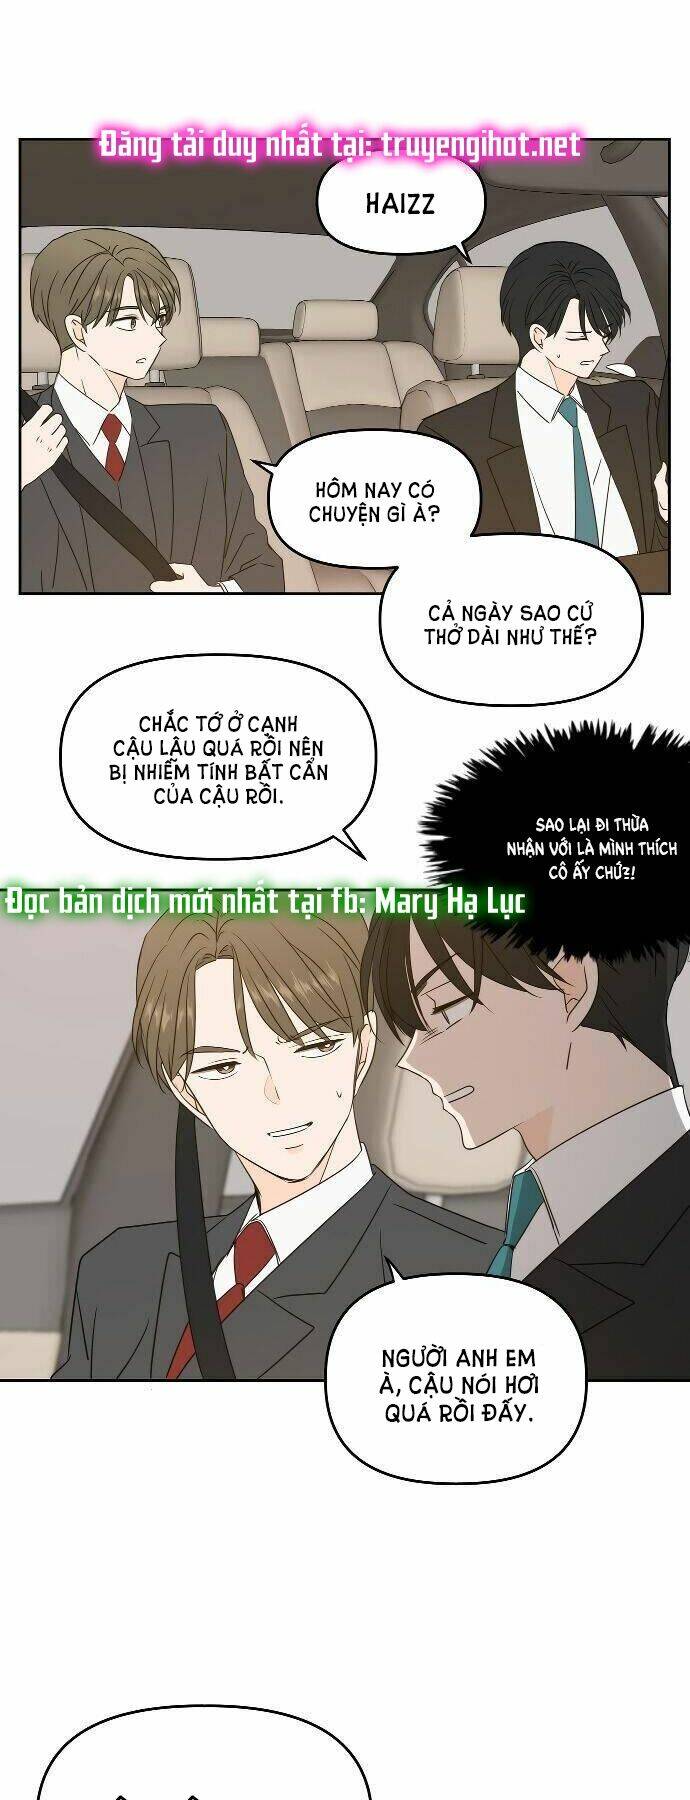 Đăng tải duy nhất tại: truyengihot.net
HAIZZ
HÔM NAY CÓ
CHUYỆN GÌ À?
CẢ NGÀY SAO CỨ
THỞ DÀI NHƯ THẾ?
CHẮC TỚ Ở CẠNH
CẬU LÂU QUÁ RỒI NÊN
BỊ NHIỄM TÍNH BẤT CẨN
CỦA CẬU RỒI.
SAO LẠI ĐI THỪA
NHẬN VỚI LÀ MÌNH THÍCH
CÔ ẤY CHỨ?!
Đọc bản dịch mới nhất tại fb: Mary Hạ Lục
NGƯỜI ANH EM
À, CẬU NÓI HƠI
QUÁ RỒI ĐẤY.